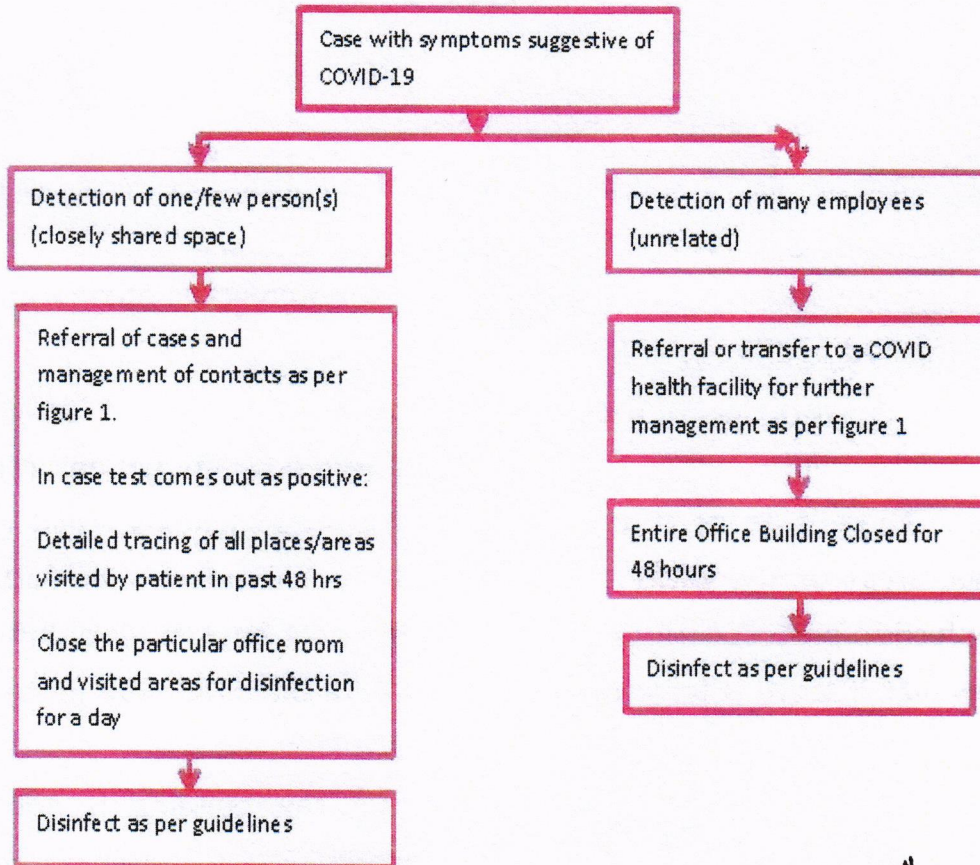 Case with symptoms suggestive of
COVID-19
Detection of one/few person(s)
(closely shared space)
Referral of cases and
management of contacts as per
figure 1.
In case test comes out as positive:
Detailed tracing of all places/areas
visited by patient in past 48 hrs
Close the particular office room
and visited areas for disinfection
for a day
Disinfect as per guidelines
Detection of many employees
(unrelated)
Referral or transfer to a COVID
health facility for further
management as per figure 1
Entire Office Building Closed for
48 hours
Disinfect as per guidelines